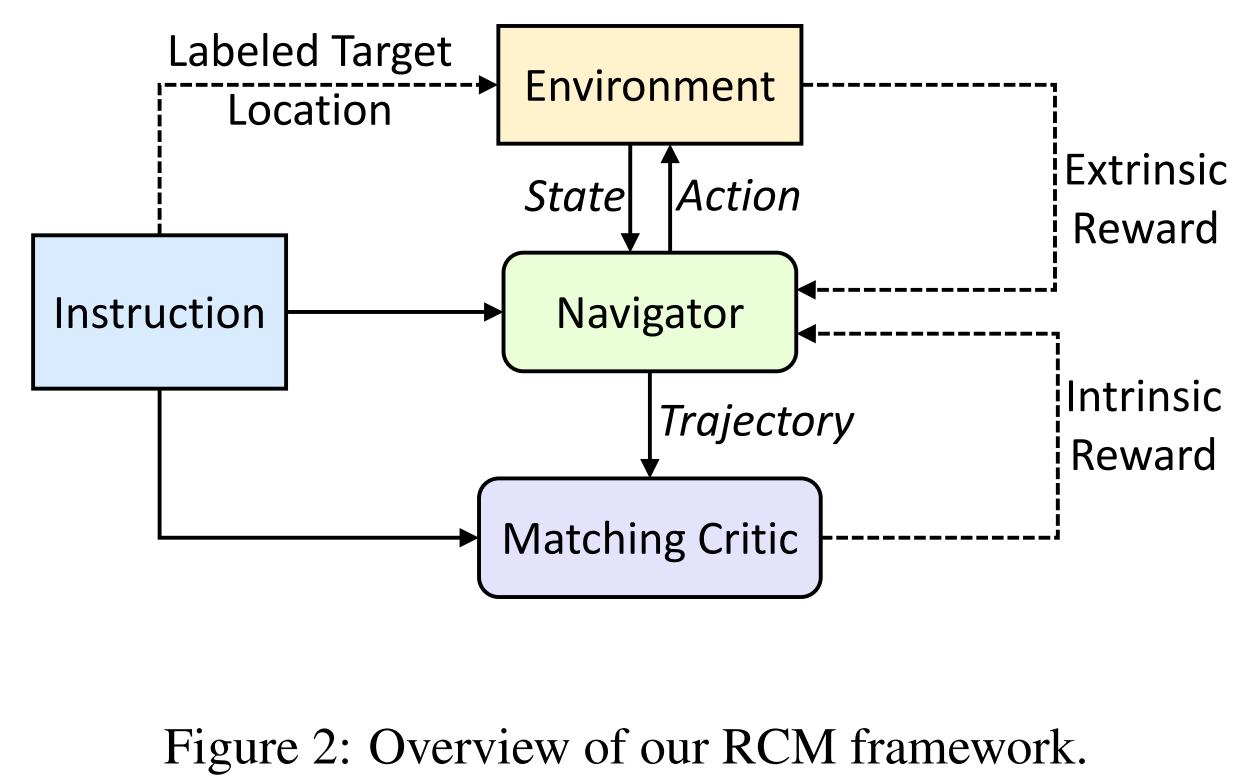 Labeled Target
Location
Environment
State
Action
Extrinsic
Reward
Instruction
Navigator
Intrinsic
Reward
Trajectory
Matching Critic
Figure 2: Overview of our RCM framework.